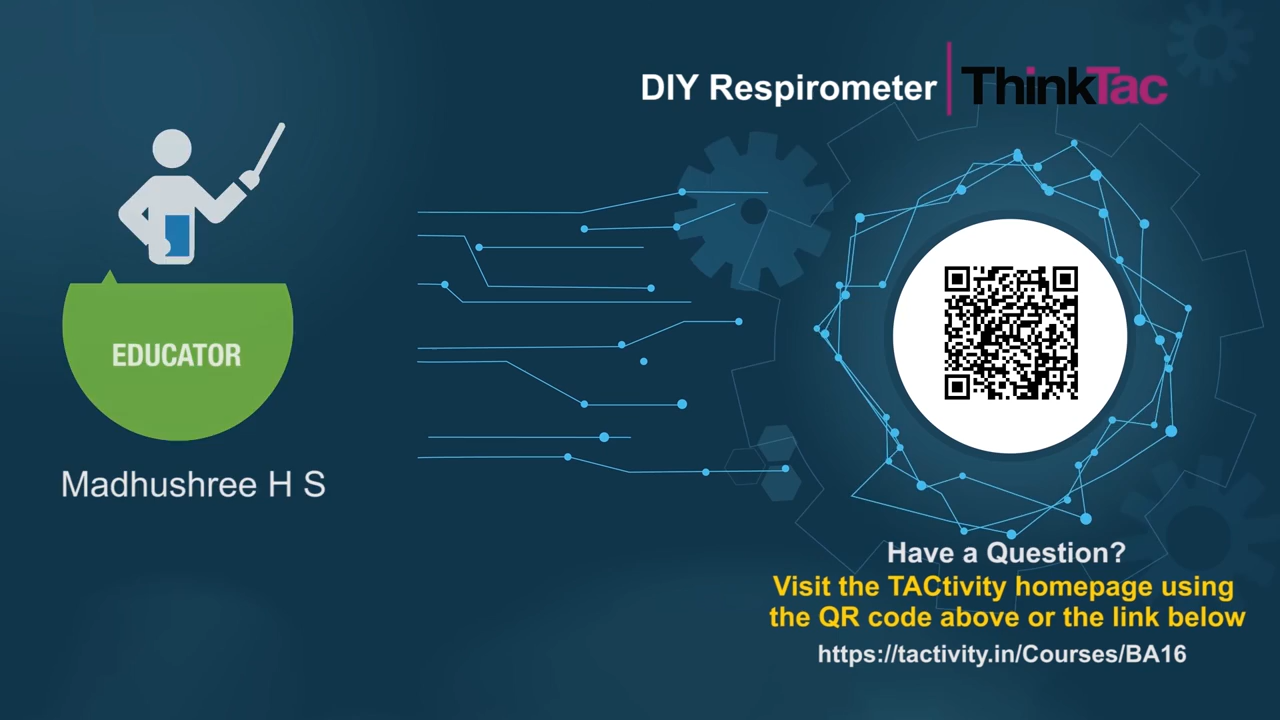 DIY Respirometer
ThinkTac
EDUCATOR
Madhushree H S
Have a Question?
Visit the TACtivity homepage using
the QR code above or the link below
https://tactivity.in/Courses/BA16